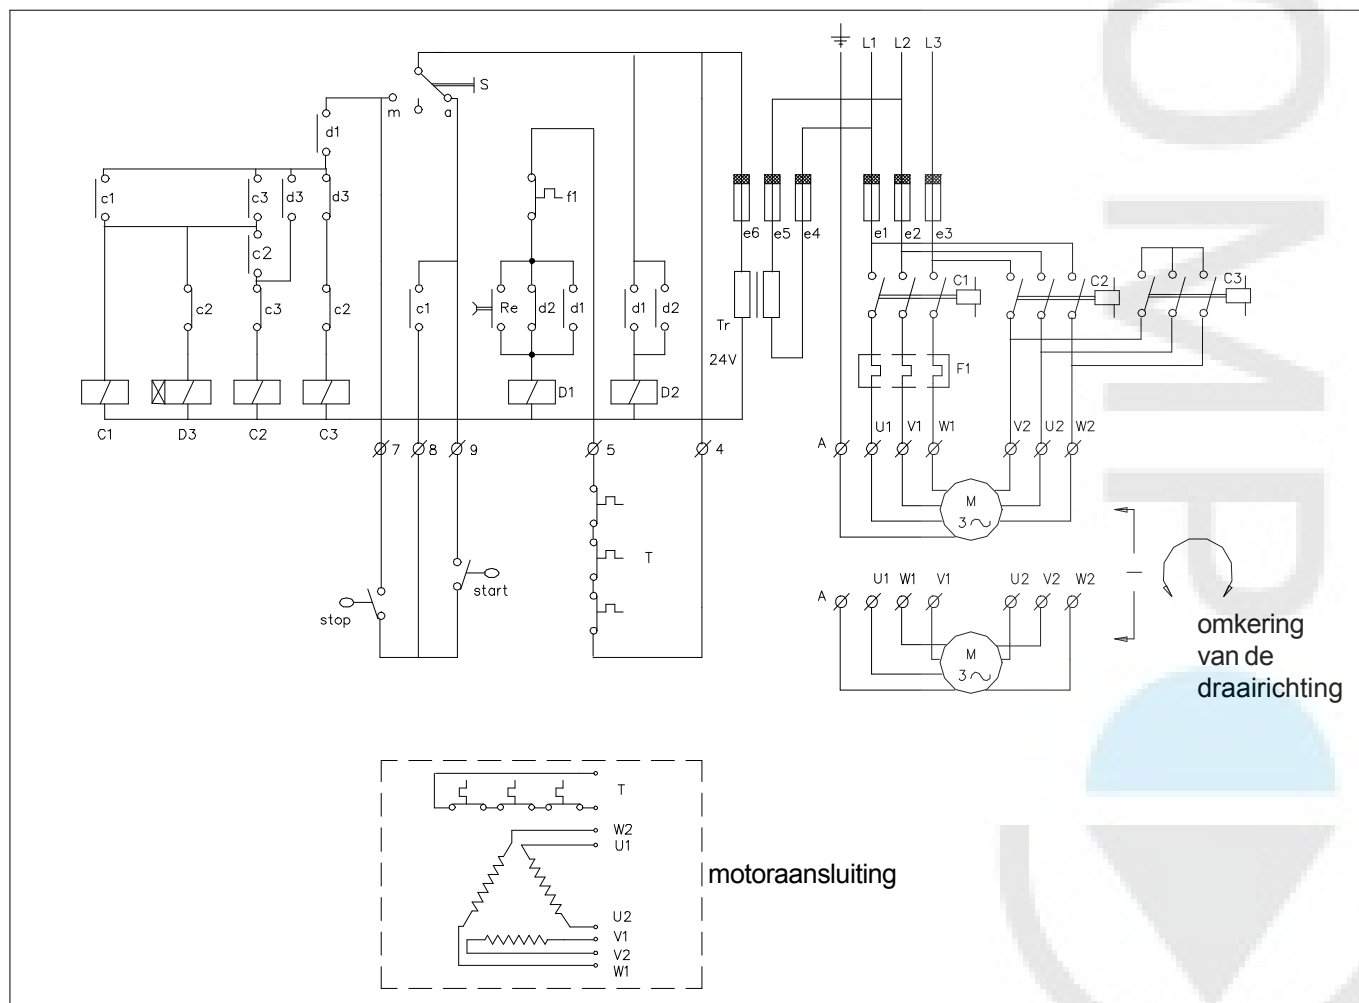 L1 L2 L3
S
m a
d1
c1 c3 d3 d3
f1
e6 e5 e4 e1 e2 e3
c2
C1 C2 C3
c2 c3 c2 c1 Re d2 d1 d1 d2
Tr
24V
F1
D1 D2
C1 D3 C2 C3
7 8 9 5 4
A U1 V1 W1 V2 U2 W2
M
3
T
start
stop
A U1 W1 V1 U2 V2 W2
M
3
omkering
van de
draairichting
T
W2
U1
motoraansluiting
U2
V1
V2
W1
OMP